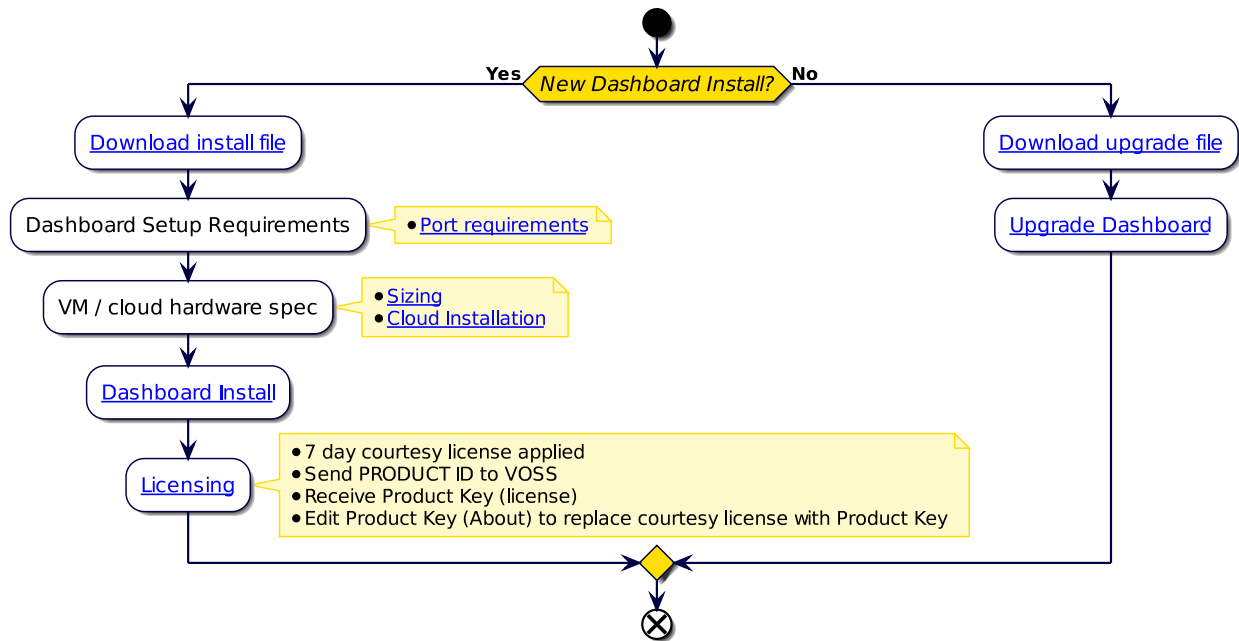 New Dashboard Install?
Yes
No
Download install file
Dashboard Setup Requirements
• Port requirements
VM / cloud hardware spec
• Sizing
• Cloud Installation
Dashboard Install
Licensing
• 7 day courtesy license applied
• Send PRODUCT ID to VOSS
• Receive Product Key (license)
• Edit Product Key (About) to replace courtesy license with Product Key
Download upgrade file
Upgrade Dashboard